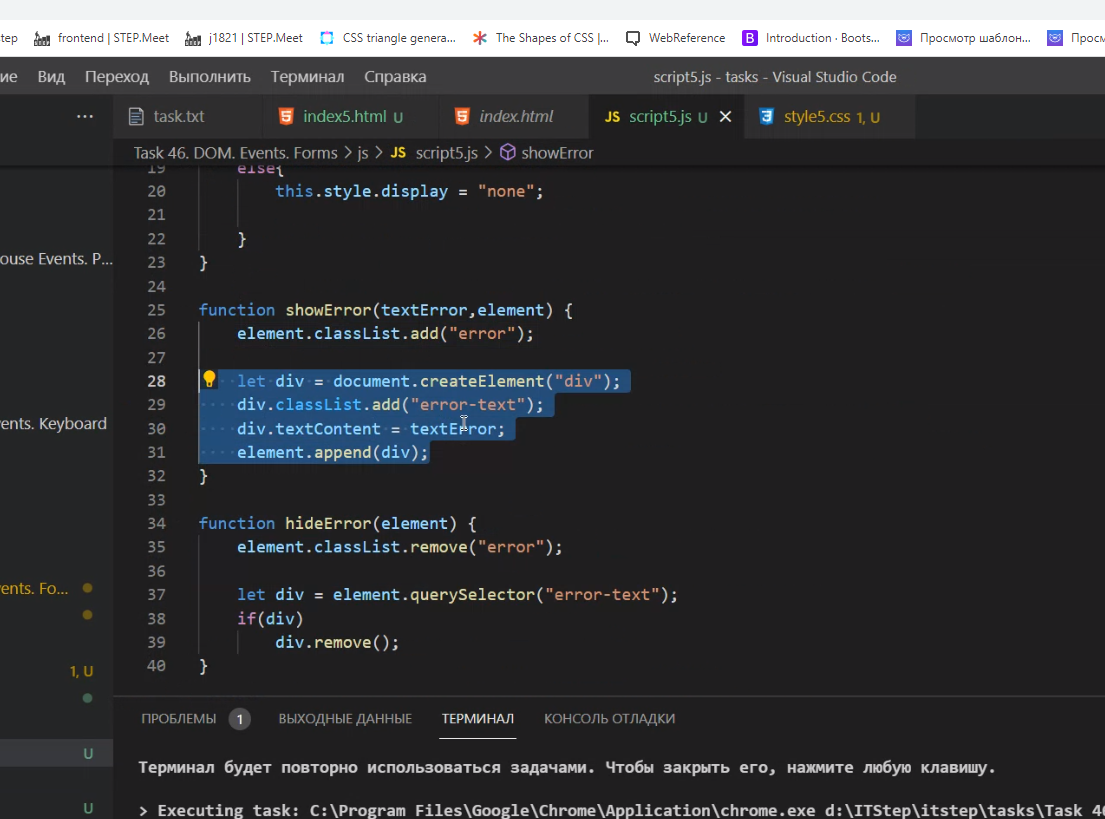 tep frontend | STEP.Meet j1821 | STEP.Meet CSS triangle genera... The Shapes of CSS |... WebReference B Introduction · Boots... Просмотр шаблон... Просм
ие Вид Переход Выполнить Терминал Справка script5.js - tasks - Visual Studio Code
··· task.txt index5.html U index.html JS script5.js U × style5.css 1, U
Task 46. DOM. Events. Forms > js > JS script5.js > showError
19 else{
20 this.style.display = "none";
21
22 }
23 }
24
25 function showError(textError,element) {
26 element.classList.add("error");
27
28 let div = document.createElement("div");
29 div.classList.add("error-text");
30 div.textContent = textError;
31 element.append(div);
32 }
33
34 function hideError(element) {
35 element.classList.remove("error");
36
37 let div = element.querySelector("error-text");
38 if(div)
39 div.remove();
40 }
ouse Events. P...
ents. Keyboard
ents. Fo...
1, U
U
U
ПРОБЛЕМЫ 1 ВЫХОДНЫЕ ДАННЫЕ ТЕРМИНАЛ КОНСОЛЬ ОТЛАДКИ
Терминал будет повторно использоваться задачами. Чтобы закрыть его, нажмите любую клавишу.
> Executing task: C:\Program Files\Google\Chrome\Application\chrome.exe d:\ITStep\itstep\tasks\Task 46